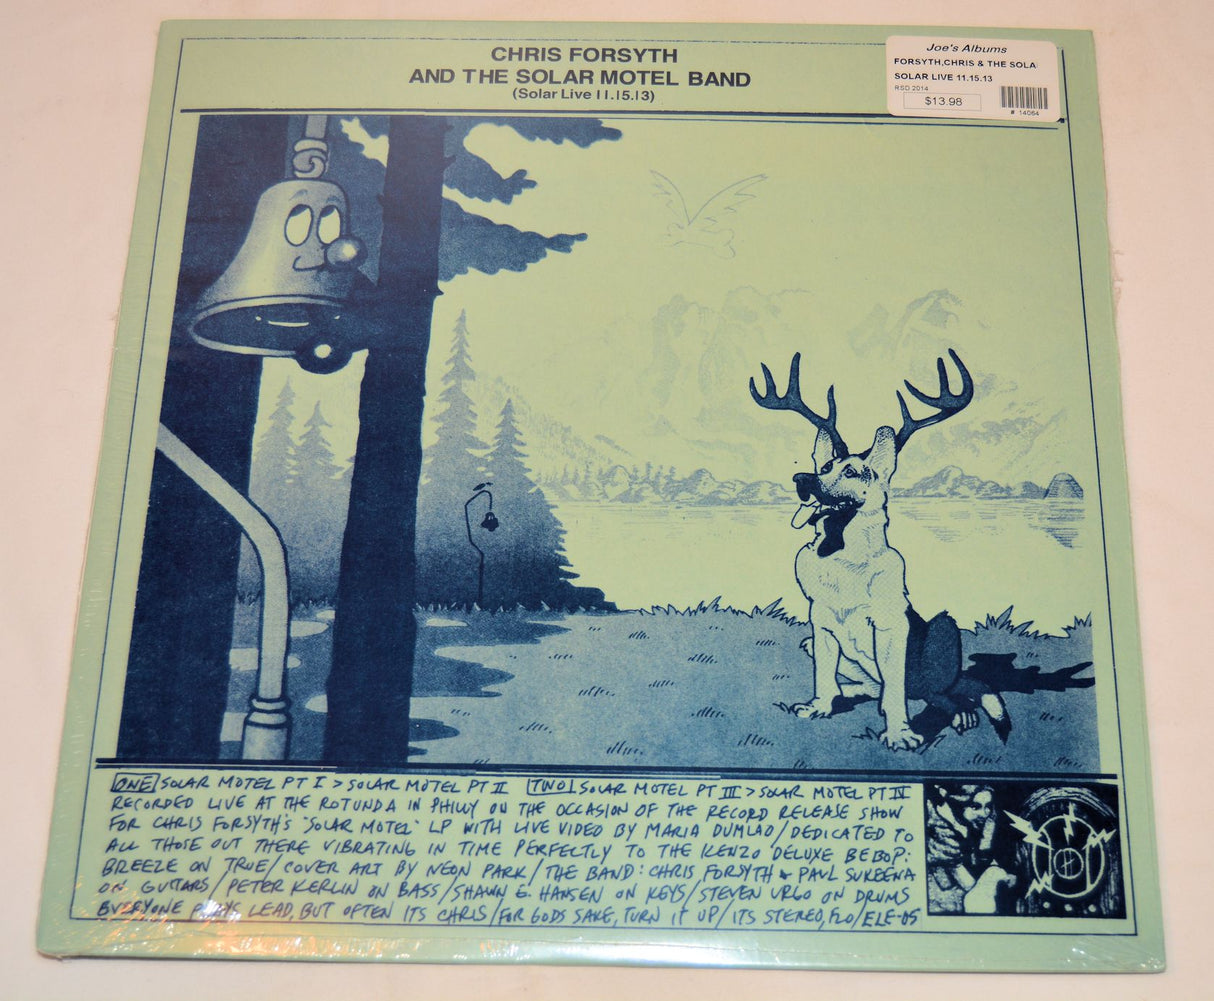 CHRIS FORSYTH
AND THE SOLAR MOTEL BAND
(Solar Live 11.15.13)
Joe's Albums
FORSYTH,CHRIS & THE SOLA
SOLAR LIVE 11.15.13
RSD 2014
$13.98
# 14064
ONE SOLAR MOTEL PT I > SOLAR MOTEL PT II TWO SOLAR MOTEL PT III > SOLAR MOTEL PT IV
RECORDED LIVE AT THE ROTUNDA IN PHILLY ON THE OCCASION OF THE RECORD RELEASE SHOW
FOR CHRIS FORSYTH'S 'SOLAR MOTEL' LP WITH LIVE VIDEO BY MARIA DUMLAO/DEDICATED TO
ALL THOSE OUT THERE VIBRATING IN TIME PERFECTLY TO THE KENZO DELUXE BEBOP:
BREEZE ON TRUE/COVER ART BY NEON PARK/THE BAND: CHRIS FORSYTH & PAUL SUKEENA
ON GUITARS/PETER KERLIN ON BASS/SHAWN E. HANSEN ON KEYS/STEVEN URGO ON DRUMS
EVERYONE PLAYS LEAD, BUT OFTEN ITS CHRIS/FOR GODS SAKE, TURN IT UP/ITS STEREO, FLO/ELE-05